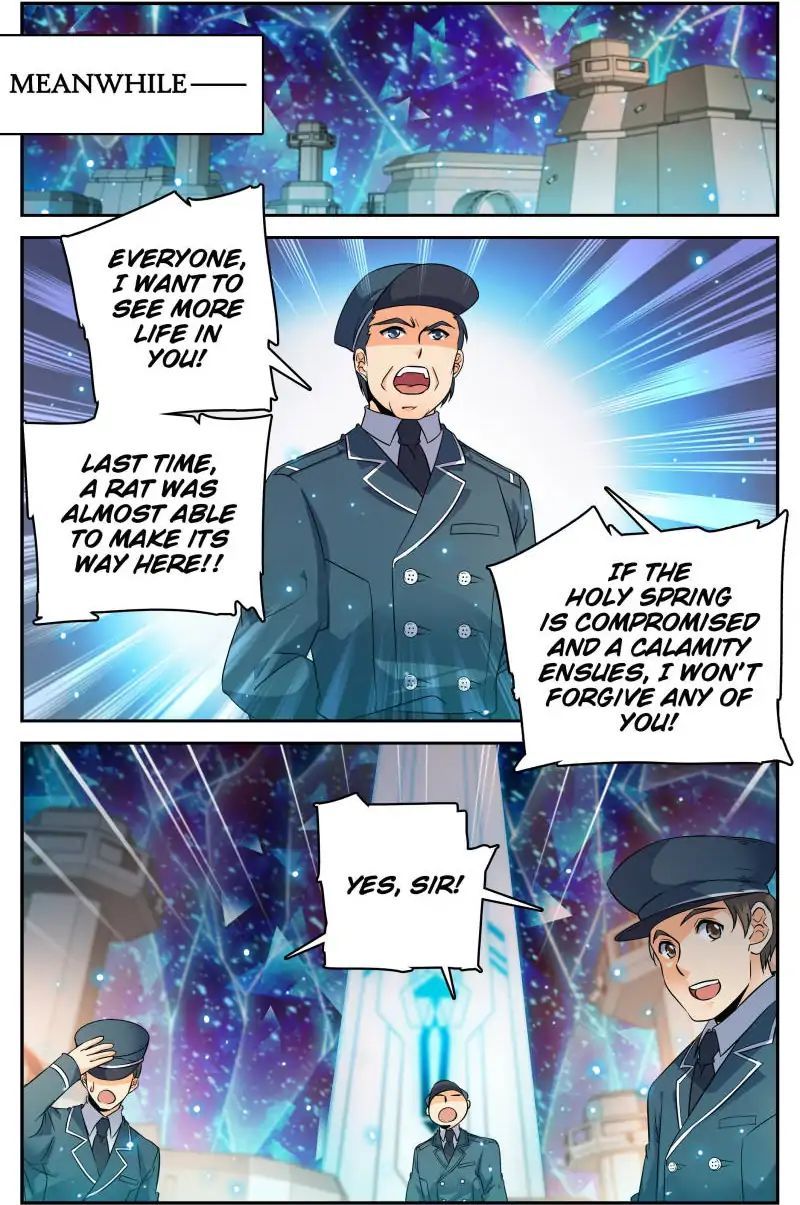 MEANWHILE——
EVERYONE,
I WANT TO
SEE MORE
LIFE IN
YOU!
LAST TIME,
A RAT WAS
ALMOST ABLE
TO MAKE ITS
WAY HERE!!
IF THE
HOLY SPRING
IS COMPROMISED
AND A CALAMITY
ENSUES, I WON'T
FORGIVE ANY OF
YOU!
YES, SIR!